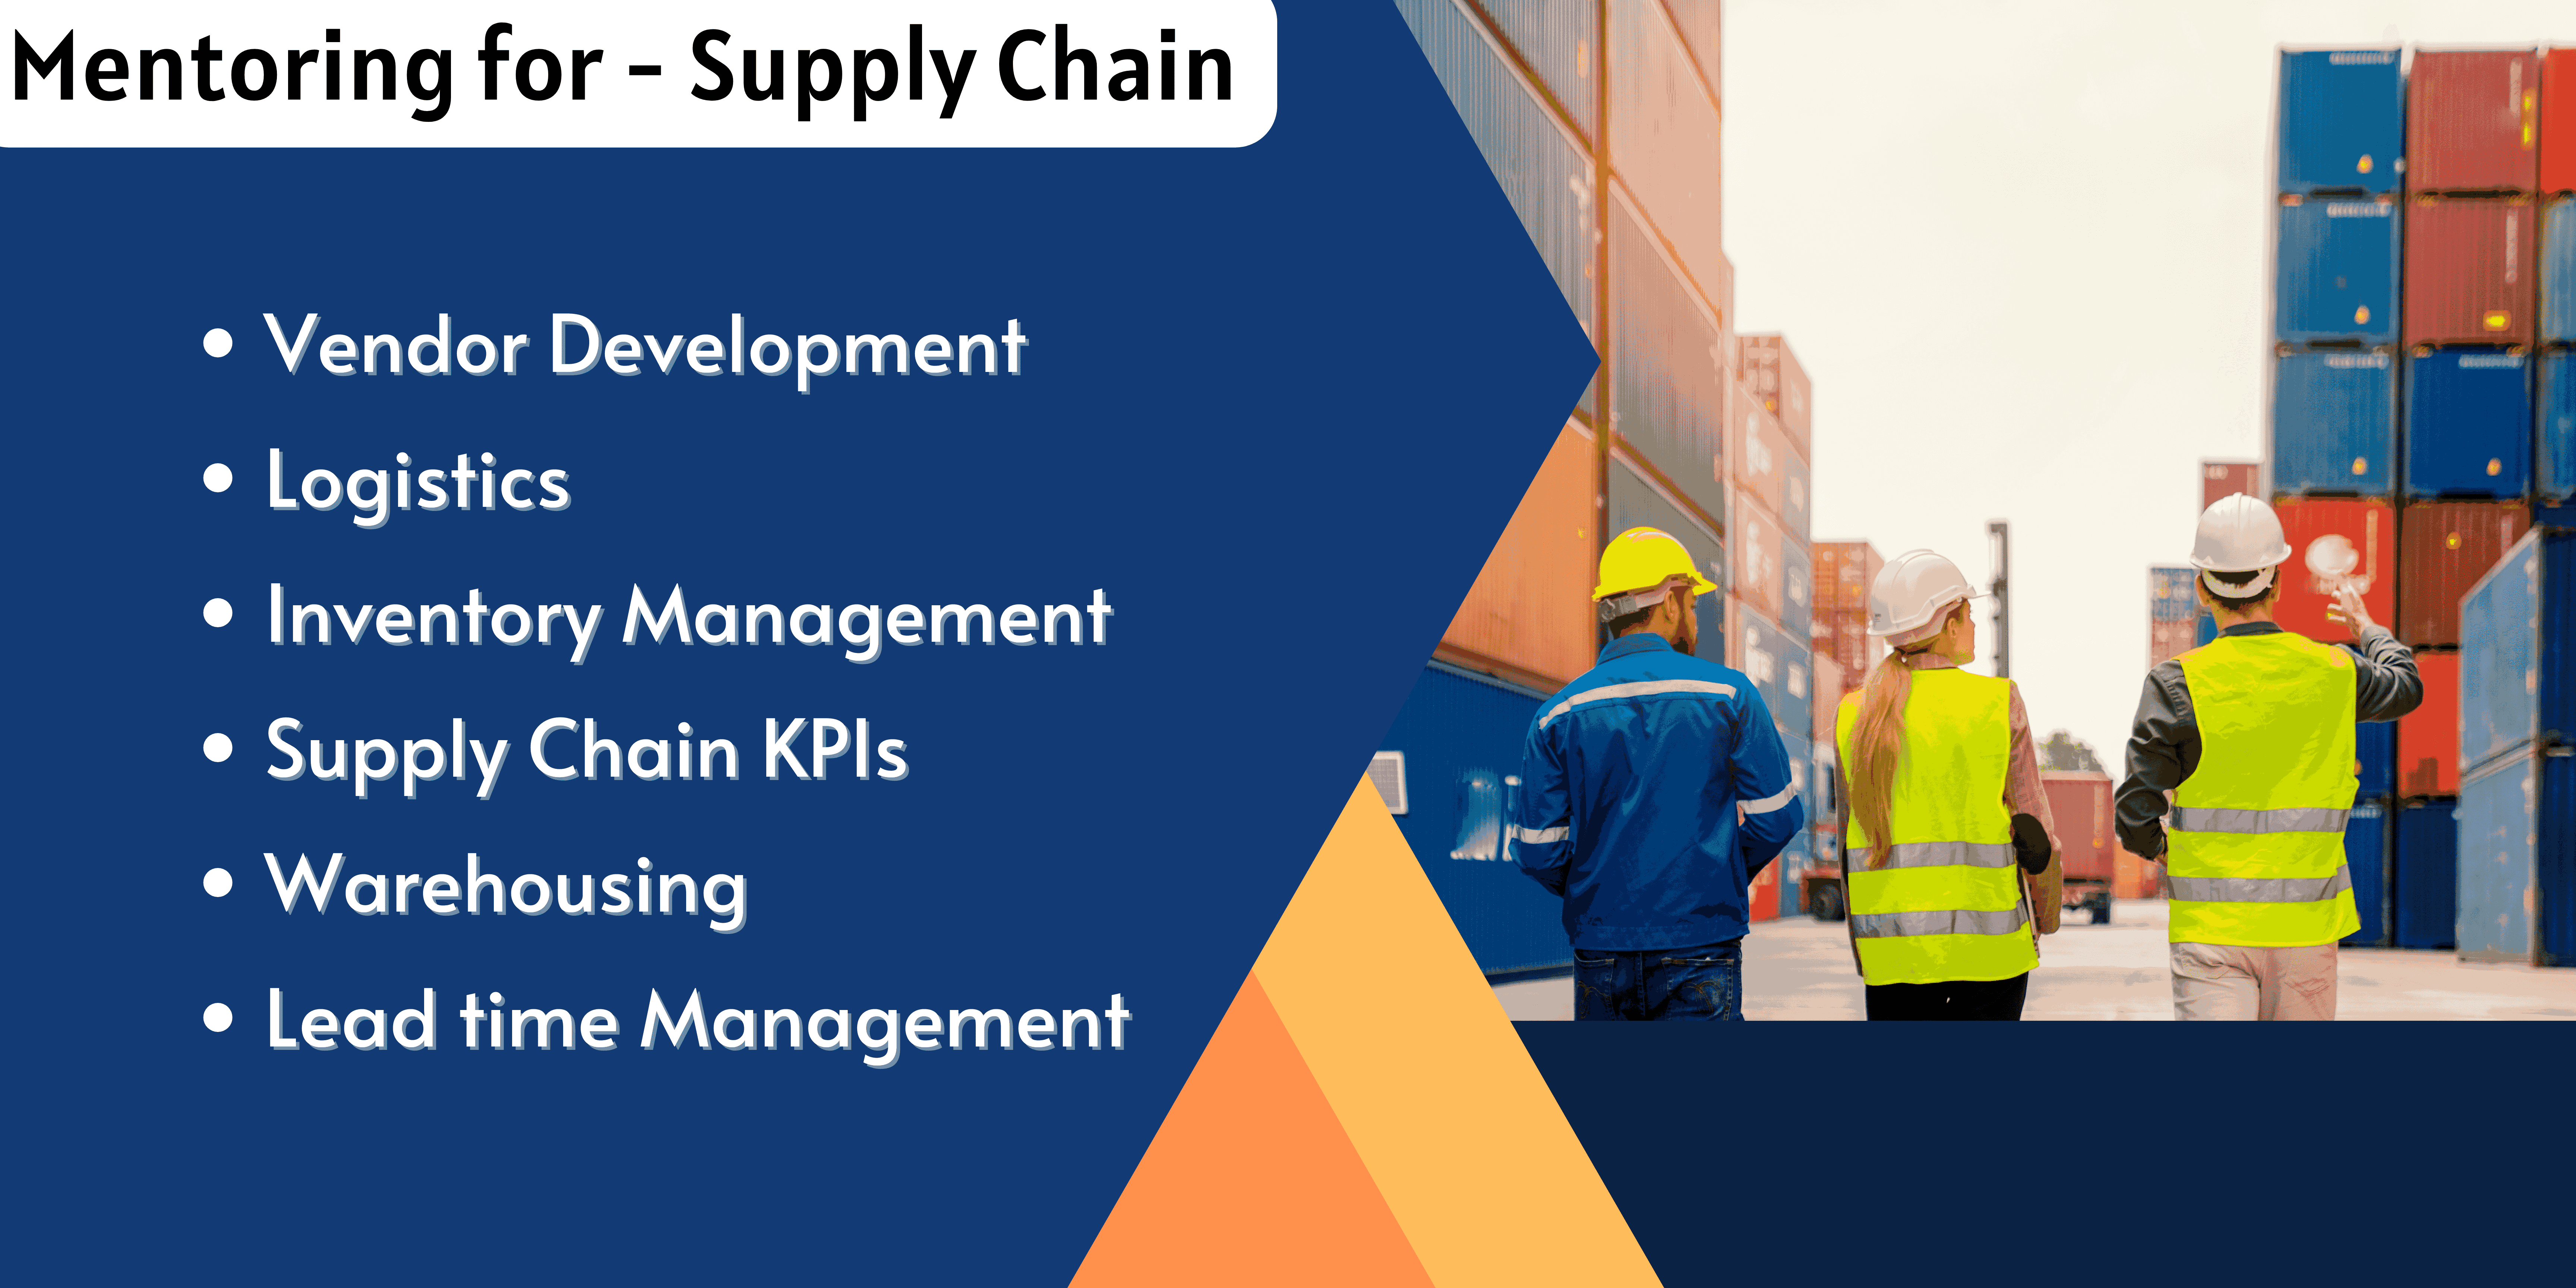 Mentoring for - Supply Chain
• Vendor Development
• Logistics
• Inventory Management
• Supply Chain KPIs
• Warehousing
• Lead time Management